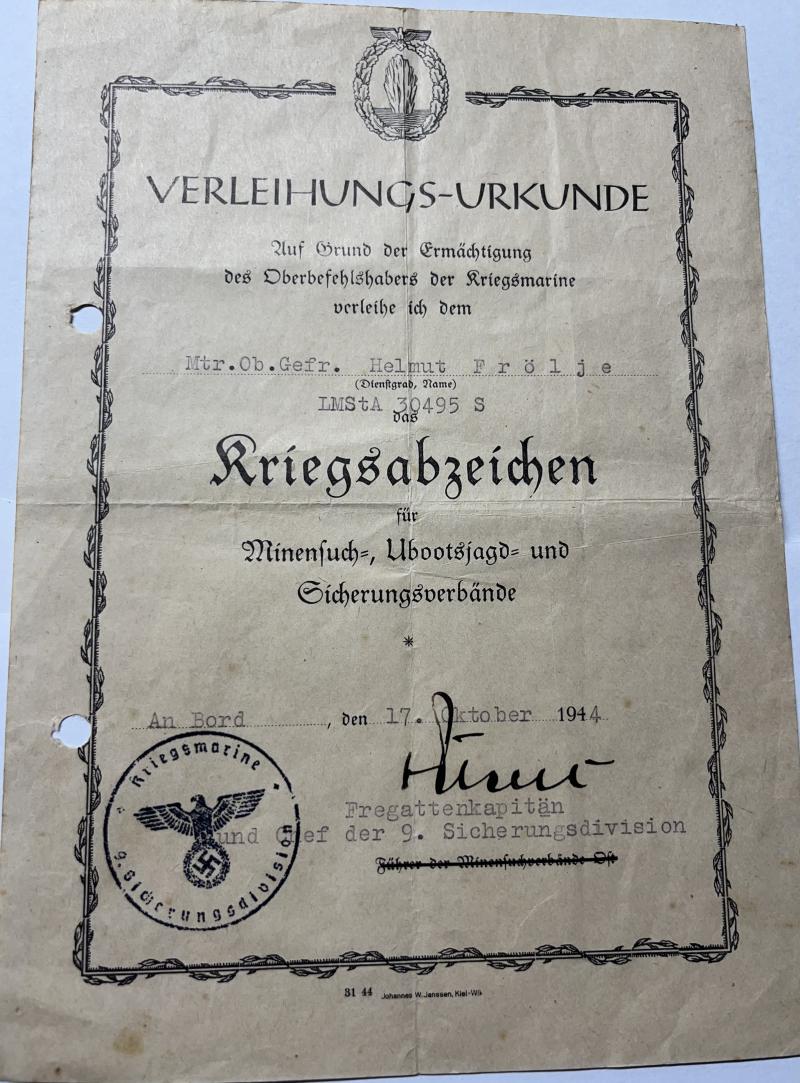 VERLEIHUNGS-URKUNDE
Auf Grund der Ermächtigung
des Oberbefehlshabers der Kriegsmarine
verleihe ich dem
Mtr.Ob.Gefr. Helmut Frölje
(Dienstgrad, Name)
LMStA 30495 S
das
Kriegsabzeichen
für
Minensuch-, Ubootsjagd- und
Sicherungsverbände
*
An Bord, den 17. Oktober 1944
Fregattenkapitän
und Chef der 9. Sicherungsdivision
Führer der Minensuchverbände Ost
Kriegsmarine
9. Sicherungsdivision
31 44 Johannes W. Janssen, Kiel-Wik